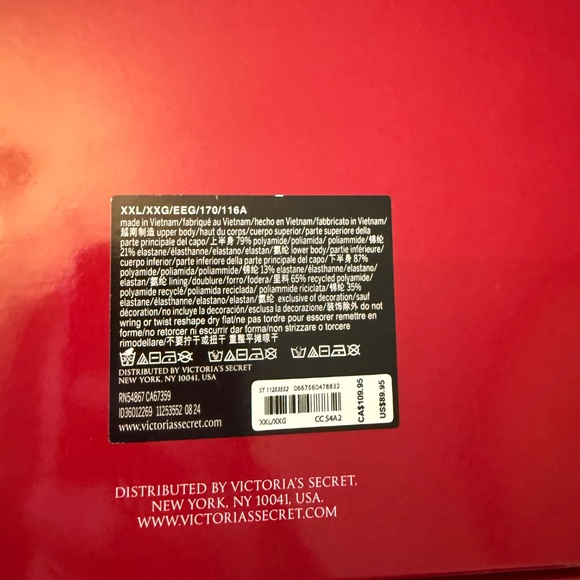 XXL/XXG/EEG/170/116A
made in Vietnam/fabriqué au Vietnam/hecho en Vietnam/fabbricato in Vietnam/
越南制造 upper body/haut du corps/cuerpo superior/parte superiore della
parte principale del capo/上半身 79% polyamide/poliamida/poliammide/锦纶
21% elastane/élasthanne/elastano/elastan/氨纶 lower body/partie inférieure/
cuerpo inferior/parte inferiore della parte principale del capo/下半身 87%
polyamide/poliamida/poliammide/锦纶 13% elastane/élasthanne/elastano/
elastan/氨纶 lining/doublure/forro/fodera/里料 65% recycled polyamide/
polyamide recyclé/poliamida reciclada/ poliammide riciclata/锦纶 35%
elastane/élasthanne/elastano/elastan/氨纶 exclusive of decoration/sauf
décoration/no incluye la decoración/esclusa la decorazione/装饰除外 do not
wring or twist reshape dry flat/ne pas tordre pour essorer remettre en
forme/no retorcer ni escurrir dar forma/non strizzare o torcere
rimodellare/不要拧干或扭干 重整平摊晾干
DISTRIBUTED BY VICTORIA'S SECRET
NEW YORK, NY 10041, USA
RN54867 CA67399
ID36012269 11253552 08 24
www.victoriassecret.com
ST 11253552 0667560476832
XXL/XXG CC 54A2
CA$109.95
US$89.95
DISTRIBUTED BY VICTORIA'S SECRET,
NEW YORK, NY 10041, USA.
WWW.VICTORIASSECRET.COM